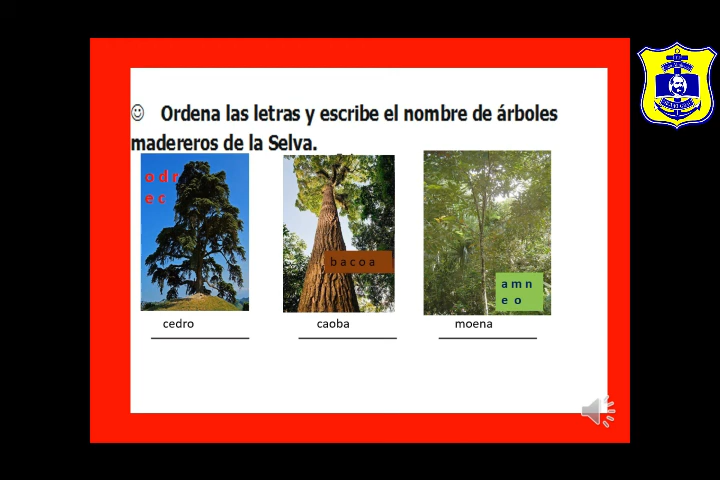 ☺ Ordena las letras y escribe el nombre de árboles
madereros de la Selva.
o d r
e c
b a c o a
a m n
e o
cedro
caoba
moena